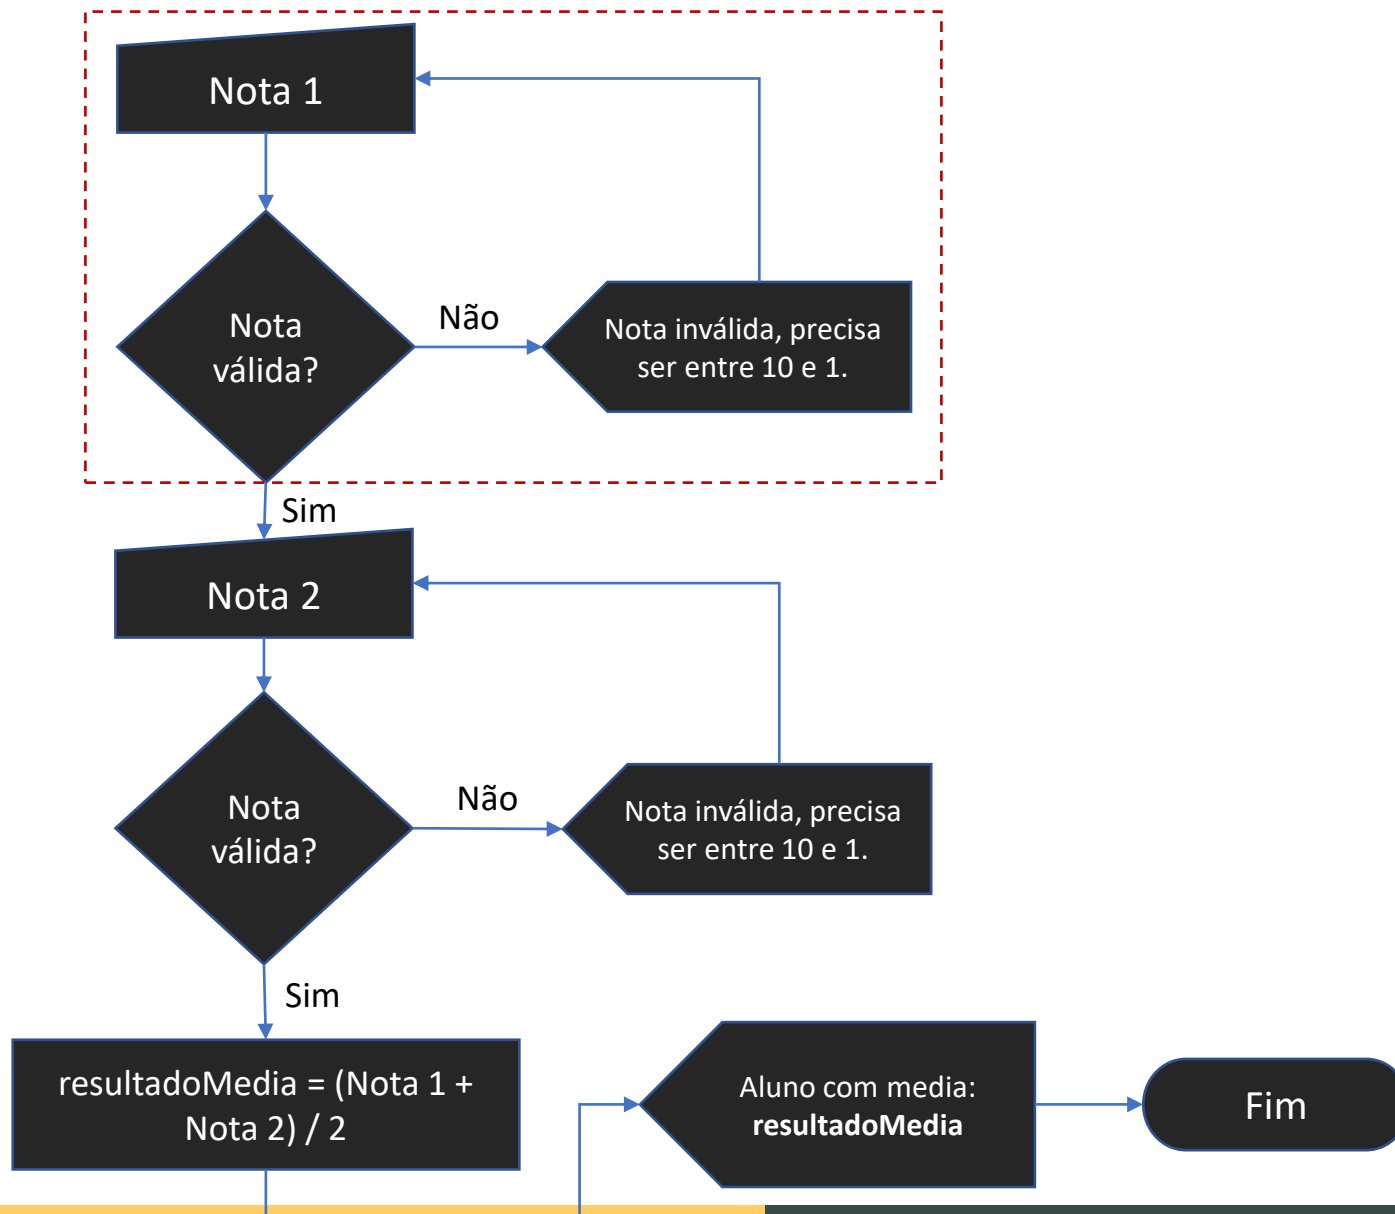 Nota 1
Nota
válida?
Não
Nota inválida, precisa
ser entre 10 e 1.
Sim
Nota 2
Nota
válida?
Não
Nota inválida, precisa
ser entre 10 e 1.
Sim
resultadoMedia = (Nota 1 +
Nota 2) / 2
Aluno com media:
resultadoMedia
Fim